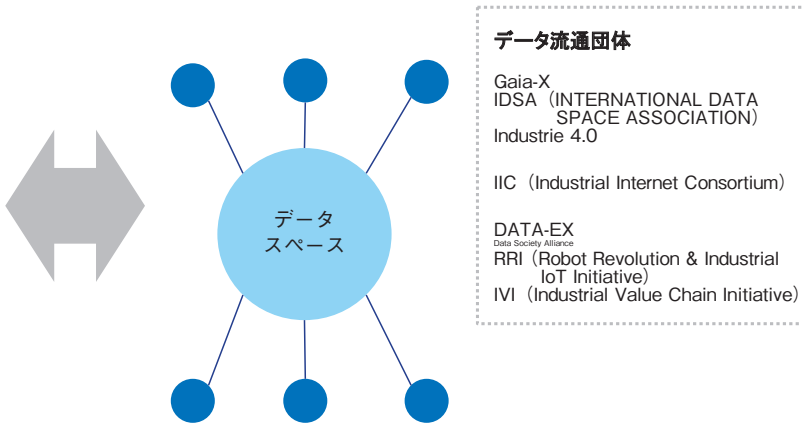 データ
スペース
データ流通団体
Gaia-X
IDSA（INTERNATIONAL DATA
SPACE ASSOCIATION）
Industrie 4.0
IIC（Industrial Internet Consortium）
DATA-EX
Data Society Alliance
RRI（Robot Revolution & Industrial
IoT Initiative）
IVI（Industrial Value Chain Initiative）